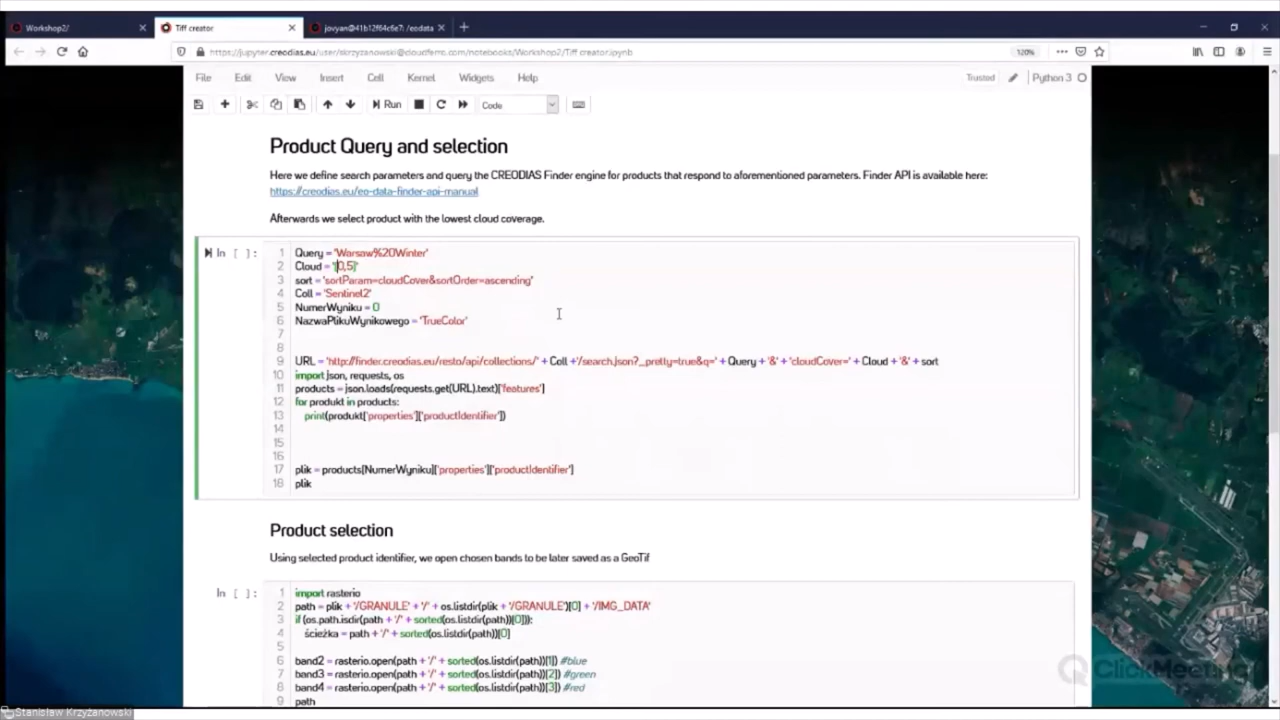 Workshop2/
Tiff creator
jovyan@41b12f64c6e7: /eodata
https://jupyter.creodias.eu/user/skrzyzanowski@cloudferro.com/notebooks/Workshop2/Tiff creator.ipynb
120%
File Edit View Insert Cell Kernel Widgets Help
Trusted
Python 3
Run
Code
Product Query and selection
Here we define search parameters and query the CREODIAS Finder engine for products that respond to aforementioned parameters. Finder API is available here:
https://creodias.eu/eo-data-finder-api-manual
Afterwards we select product with the lowest cloud coverage.
In [ ]:
1 Query = 'Warsaw%20Winter'
2 Cloud = '[0,5]'
3 sort = 'sortParam=cloudCover&sortOrder=ascending'
4 Coll = 'Sentinel2'
5 NumerWyniku = 0
6 NazwaPlikuWynikowego = 'TrueColor'
7
8
9 URL = 'http://finder.creodias.eu/resto/api/collections/' + Coll +'/search.json?_pretty=true&q=' + Query + '&' + 'cloudCover=' + Cloud + '&' + sort
10 import json, requests, os
11 products = json.loads(requests.get(URL).text)['features']
12 for produkt in products:
13 print(produkt['properties']['productIdentifier'])
14
15
16
17 plik = products[NumerWyniku]['properties']['productIdentifier']
18 plik
Product selection
Using selected product identifier, we open chosen bands to be later saved as a GeoTif
In [ ]:
1 import rasterio
2 path = plik + '/GRANULE' + '/' + os.listdir(plik + '/GRANULE')[0] + '/IMG_DATA'
3 if (os.path.isdir(path + '/' + sorted(os.listdir(path))[0])):
4 ścieżka = path + '/' + sorted(os.listdir(path))[0]
5
6 band2 = rasterio.open(path + '/' + sorted(os.listdir(path))[1]) #blue
7 band3 = rasterio.open(path + '/' + sorted(os.listdir(path))[2]) #green
8 band4 = rasterio.open(path + '/' + sorted(os.listdir(path))[3]) #red
9 path
ClickMeeting
Stanisław Krzyżanowski